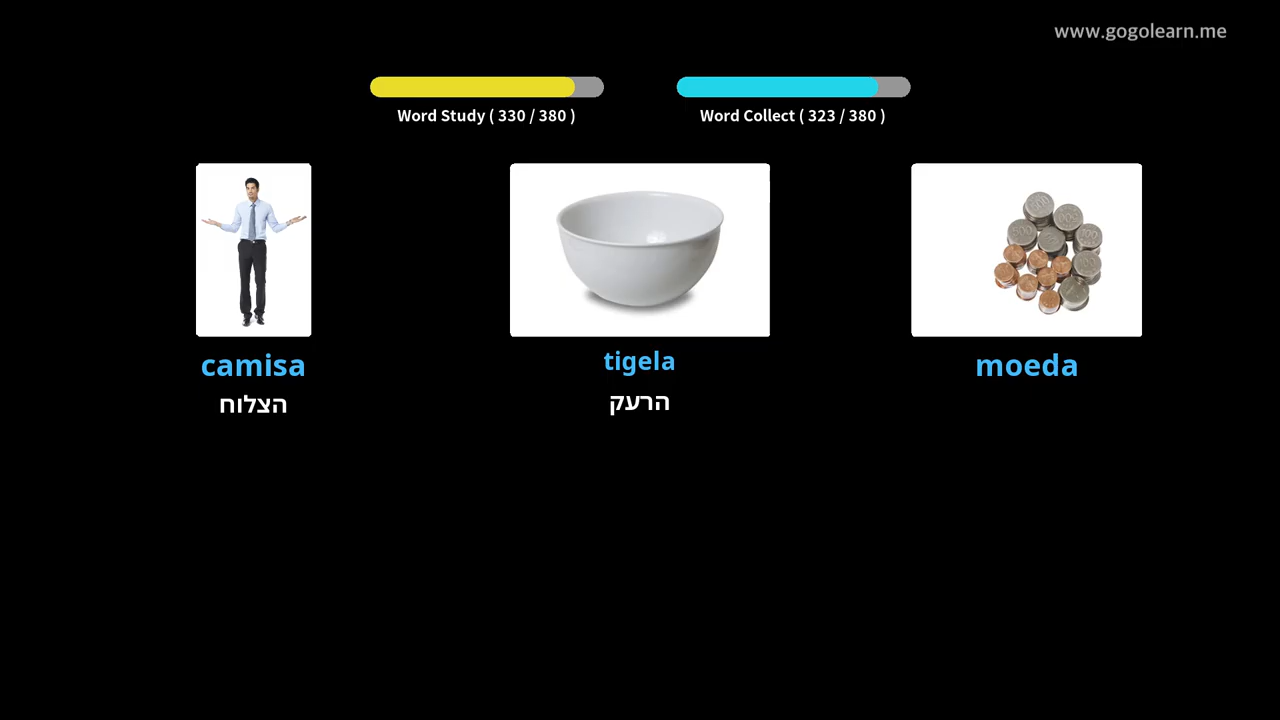 www.gogolearn.me
Word Study ( 330 / 380 )
Word Collect ( 323 / 380 )
camisa
הצלוח
tigela
הרעק
moeda